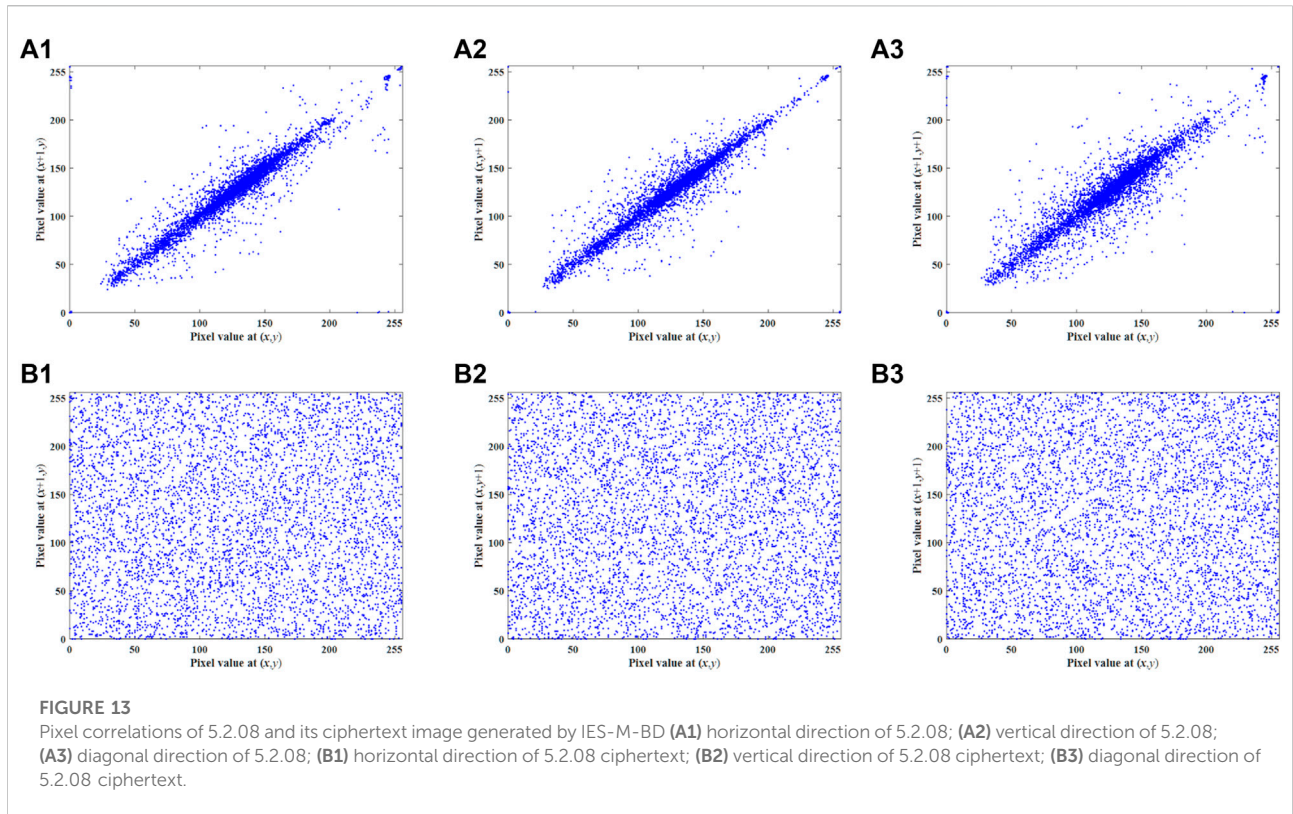 A1
A2
A3
255
200
150
100
50
0
Pixel value at (x+1,y)
0 50 100 150 200 255
Pixel value at (x,y)
255
200
150
100
50
0
Pixel value at (x,y+1)
0 50 100 150 200 255
Pixel value at (x,y)
255
200
150
100
50
0
Pixel value at (x+1,y+1)
0 50 100 150 200 255
Pixel value at (x,y)
B1
B2
B3
255
200
150
100
50
0
Pixel value at (x+1,y)
0 50 100 150 200 255
Pixel value at (x,y)
255
200
150
100
50
0
Pixel value at (x,y+1)
0 50 100 150 200 255
Pixel value at (x,y)
255
200
150
100
50
0
Pixel value at (x+1,y+1)
0 50 100 150 200 255
Pixel value at (x,y)
FIGURE 13
Pixel correlations of 5.2.08 and its ciphertext image generated by IES-M-BD (A1) horizontal direction of 5.2.08; (A2) vertical direction of 5.2.08;
(A3) diagonal direction of 5.2.08; (B1) horizontal direction of 5.2.08 ciphertext; (B2) vertical direction of 5.2.08 ciphertext; (B3) diagonal direction of
5.2.08 ciphertext.